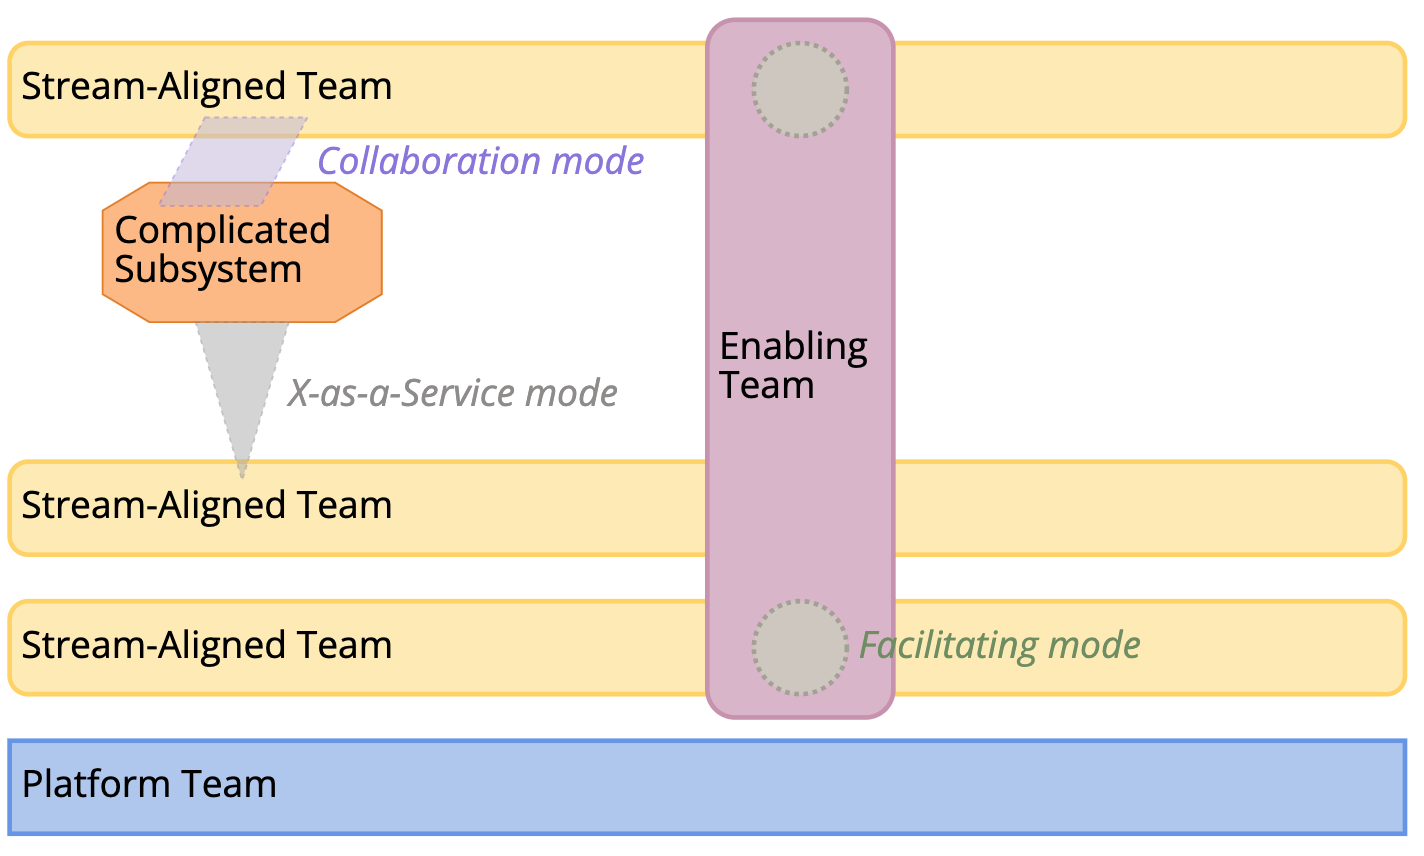 Stream-Aligned Team
Collaboration mode
Complicated
Subsystem
Enabling
Team
X-as-a-Service mode
Stream-Aligned Team
Stream-Aligned Team
Facilitating mode
Platform Team